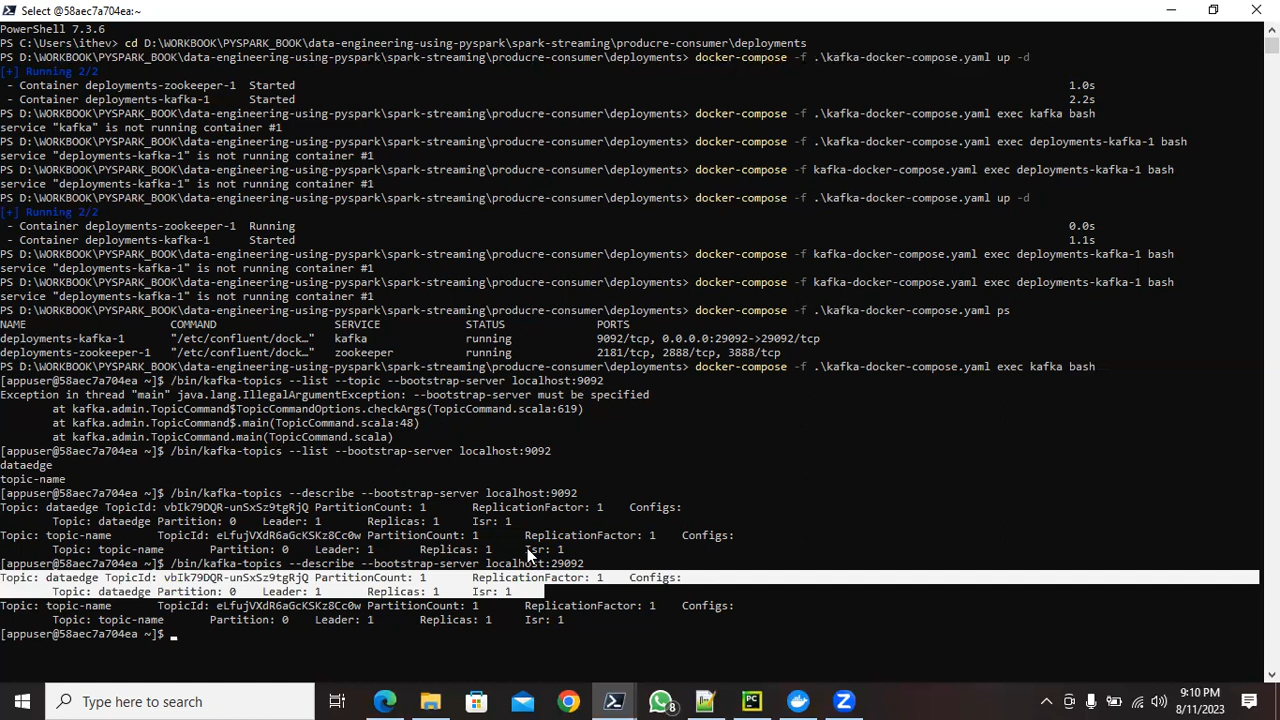 Select @58aec7a704ea:~
PowerShell 7.3.6
PS C:\Users\ithev> cd D:\WORKBOOK\PYSPARK_BOOK\data-engineering-using-pyspark\spark-streaming\producre-consumer\deployments
PS D:\WORKBOOK\PYSPARK_BOOK\data-engineering-using-pyspark\spark-streaming\producre-consumer\deployments> docker-compose -f .\kafka-docker-compose.yaml up -d
[+] Running 2/2
- Container deployments-zookeeper-1 Started 1.0s
- Container deployments-kafka-1 Started 2.2s
PS D:\WORKBOOK\PYSPARK_BOOK\data-engineering-using-pyspark\spark-streaming\producre-consumer\deployments> docker-compose -f .\kafka-docker-compose.yaml exec kafka bash
service "kafka" is not running container #1
PS D:\WORKBOOK\PYSPARK_BOOK\data-engineering-using-pyspark\spark-streaming\producre-consumer\deployments> docker-compose -f .\kafka-docker-compose.yaml exec deployments-kafka-1 bash
service "deployments-kafka-1" is not running container #1
PS D:\WORKBOOK\PYSPARK_BOOK\data-engineering-using-pyspark\spark-streaming\producre-consumer\deployments> docker-compose -f kafka-docker-compose.yaml exec deployments-kafka-1 bash
service "deployments-kafka-1" is not running container #1
PS D:\WORKBOOK\PYSPARK_BOOK\data-engineering-using-pyspark\spark-streaming\producre-consumer\deployments> docker-compose -f .\kafka-docker-compose.yaml up -d
[+] Running 2/2
- Container deployments-zookeeper-1 Running 0.0s
- Container deployments-kafka-1 Started 1.1s
PS D:\WORKBOOK\PYSPARK_BOOK\data-engineering-using-pyspark\spark-streaming\producre-consumer\deployments> docker-compose -f kafka-docker-compose.yaml exec deployments-kafka-1 bash
service "deployments-kafka-1" is not running container #1
PS D:\WORKBOOK\PYSPARK_BOOK\data-engineering-using-pyspark\spark-streaming\producre-consumer\deployments> docker-compose -f kafka-docker-compose.yaml exec deployments-kafka-1 bash
service "deployments-kafka-1" is not running container #1
PS D:\WORKBOOK\PYSPARK_BOOK\data-engineering-using-pyspark\spark-streaming\producre-consumer\deployments> docker-compose -f .\kafka-docker-compose.yaml ps
NAME COMMAND SERVICE STATUS PORTS
deployments-kafka-1 "/etc/confluent/dock…" kafka running 9092/tcp, 0.0.0.0:29092->29092/tcp
deployments-zookeeper-1 "/etc/confluent/dock…" zookeeper running 2181/tcp, 2888/tcp, 3888/tcp
PS D:\WORKBOOK\PYSPARK_BOOK\data-engineering-using-pyspark\spark-streaming\producre-consumer\deployments> docker-compose -f .\kafka-docker-compose.yaml exec kafka bash
[appuser@58aec7a704ea ~]$ /bin/kafka-topics --list --topic --bootstrap-server localhost:9092
Exception in thread "main" java.lang.IllegalArgumentException: --bootstrap-server must be specified
at kafka.admin.TopicCommand$TopicCommandOptions.checkArgs(TopicCommand.scala:619)
at kafka.admin.TopicCommand$.main(TopicCommand.scala:48)
at kafka.admin.TopicCommand.main(TopicCommand.scala)
[appuser@58aec7a704ea ~]$ /bin/kafka-topics --list --bootstrap-server localhost:9092
dataedge
topic-name
[appuser@58aec7a704ea ~]$ /bin/kafka-topics --describe --bootstrap-server localhost:9092
Topic: dataedge TopicId: vbIk79DQR-unSxSz9tgRjQ PartitionCount: 1 ReplicationFactor: 1 Configs:
Topic: dataedge Partition: 0 Leader: 1 Replicas: 1 Isr: 1
Topic: topic-name TopicId: eLfujVXdR6aGcKSKz8Cc0w PartitionCount: 1 ReplicationFactor: 1 Configs:
Topic: topic-name Partition: 0 Leader: 1 Replicas: 1 Isr: 1
[appuser@58aec7a704ea ~]$ /bin/kafka-topics --describe --bootstrap-server localhost:29092
Topic: dataedge TopicId: vbIk79DQR-unSxSz9tgRjQ PartitionCount: 1 ReplicationFactor: 1 Configs:
Topic: dataedge Partition: 0 Leader: 1 Replicas: 1 Isr: 1
Topic: topic-name TopicId: eLfujVXdR6aGcKSKz8Cc0w PartitionCount: 1 ReplicationFactor: 1 Configs:
Topic: topic-name Partition: 0 Leader: 1 Replicas: 1 Isr: 1
[appuser@58aec7a704ea ~]$
Type here to search
8
PC
9:10 PM
8/11/2023